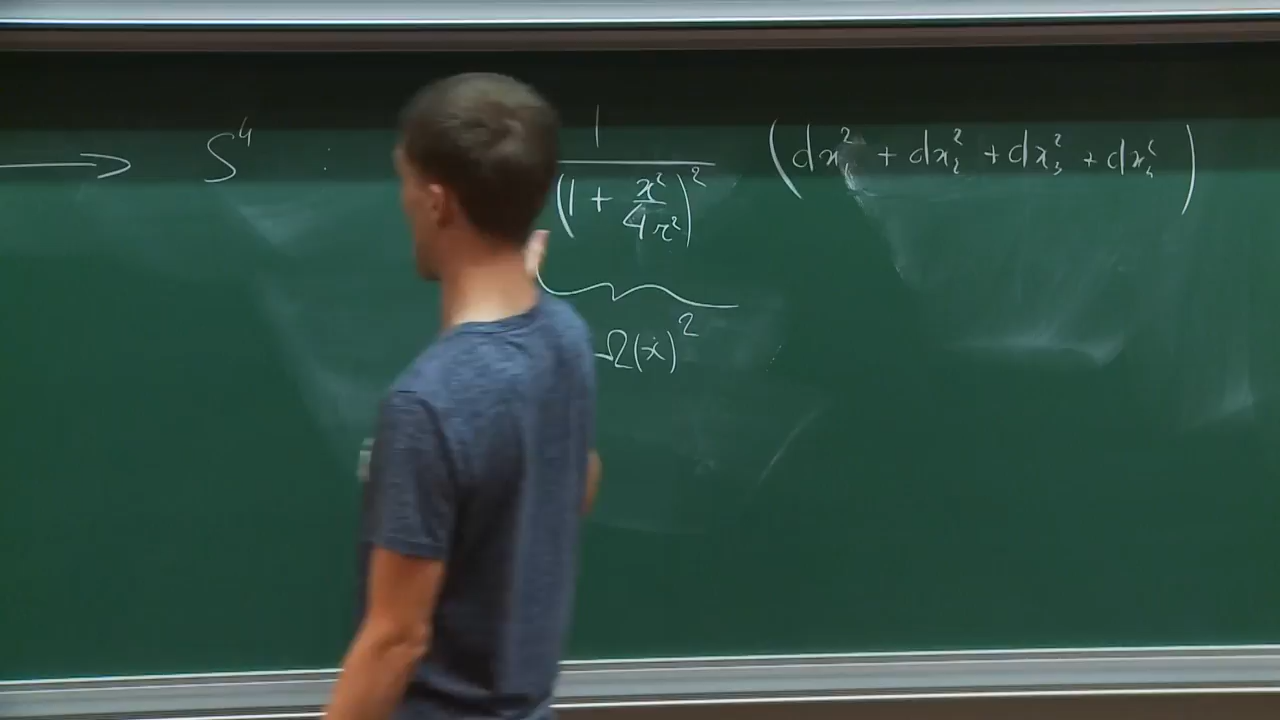 ⟶ S⁴ : 1/(1 + x²/4r²)² (dx₁² + dx₂² + dx₃² + dx₄²)
Ω(x)²